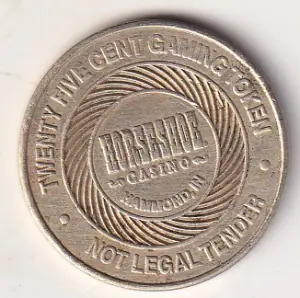 TWENTY FIVE CENT GAMING TOKEN
HORSESHOE
CASINO
HAMMOND IN
NOT LEGAL TENDER